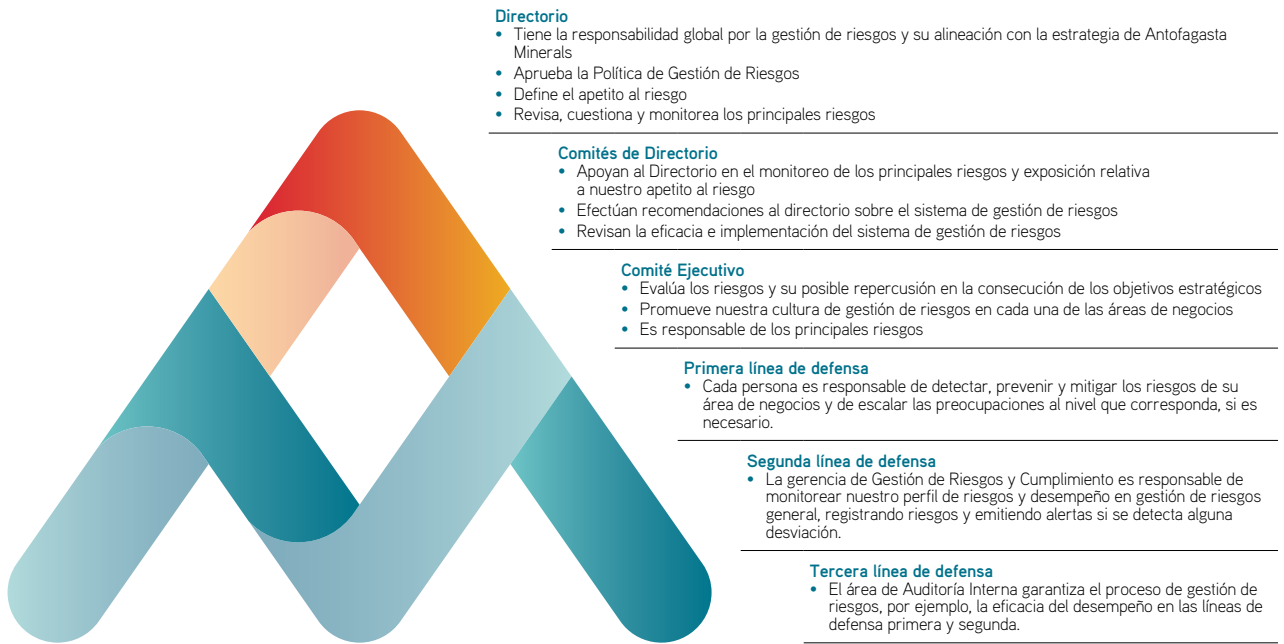 Directorio
• Tiene la responsabilidad global por la gestión de riesgos y su alineación con la estrategia de Antofagasta
Minerals
• Aprueba la Política de Gestión de Riesgos
• Define el apetito al riesgo
• Revisa, cuestiona y monitorea los principales riesgos
Comités de Directorio
• Apoyan al Directorio en el monitoreo de los principales riesgos y exposición relativa
a nuestro apetito al riesgo
• Efectúan recomendaciones al directorio sobre el sistema de gestión de riesgos
• Revisan la eficacia e implementación del sistema de gestión de riesgos
Comité Ejecutivo
• Evalúa los riesgos y su posible repercusión en la consecución de los objetivos estratégicos
• Promueve nuestra cultura de gestión de riesgos en cada una de las áreas de negocios
• Es responsable de los principales riesgos
Primera línea de defensa
• Cada persona es responsable de detectar, prevenir y mitigar los riesgos de su
área de negocios y de escalar las preocupaciones al nivel que corresponda, si es
necesario.
Segunda línea de defensa
• La gerencia de Gestión de Riesgos y Cumplimiento es responsable de
monitorear nuestro perfil de riesgos y desempeño en gestión de riesgos
general, registrando riesgos y emitiendo alertas si se detecta alguna
desviación.
Tercera línea de defensa
• El área de Auditoría Interna garantiza el proceso de gestión de
riesgos, por ejemplo, la eficacia del desempeño en las líneas de
defensa primera y segunda.